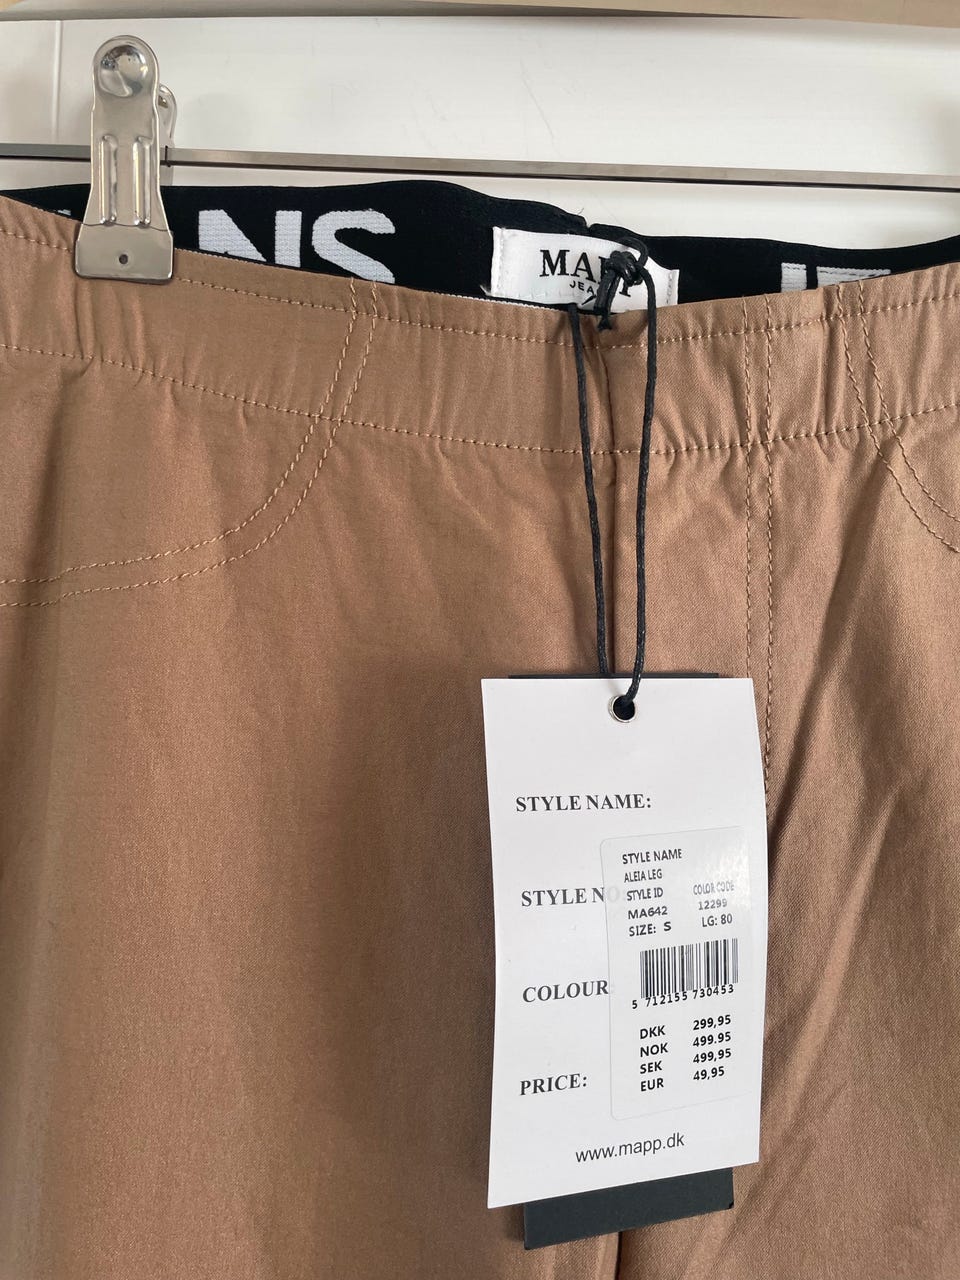 NS
MAPP
JEANS
STYLE NAME:
STYLE NO:
COLOUR
PRICE:
STYLE NAME
ALEIA LEG
STYLE ID COLOR CODE
MA642 12299
SIZE: S LG: 80
5 712155 730453
DKK 299,95
NOK 499.95
SEK 499,95
EUR 49,95
www.mapp.dk